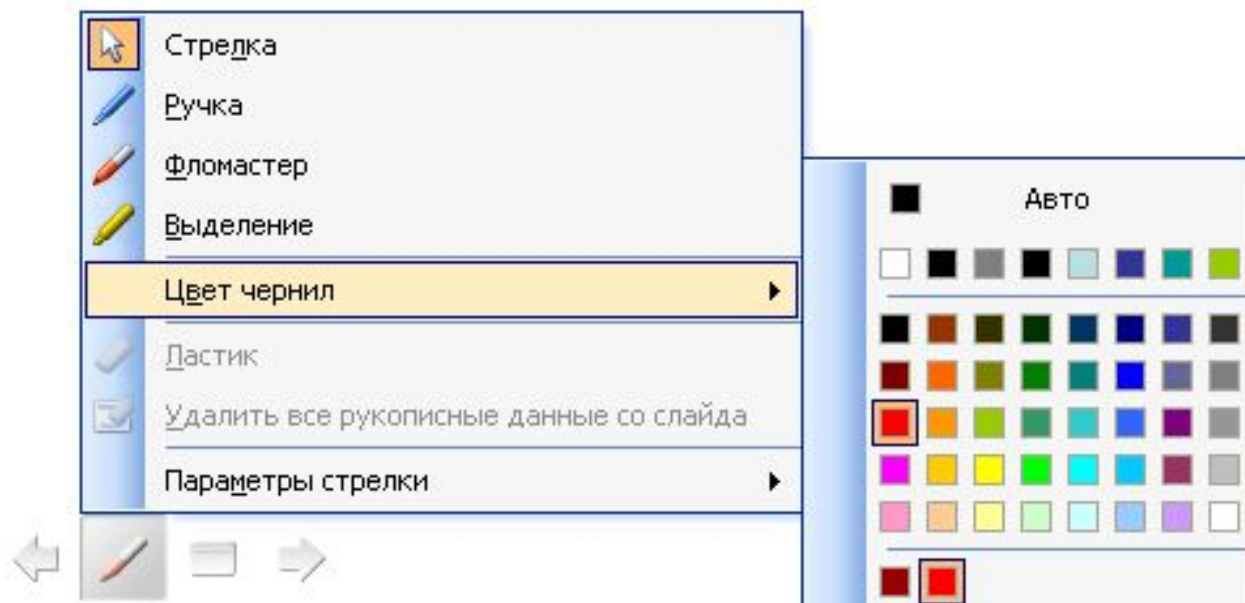 Стрелка
Ручка
Фломастер
Выделение
Цвет чернил
Ластик
Удалить все рукописные данные со слайда
Параметры стрелки
Авто